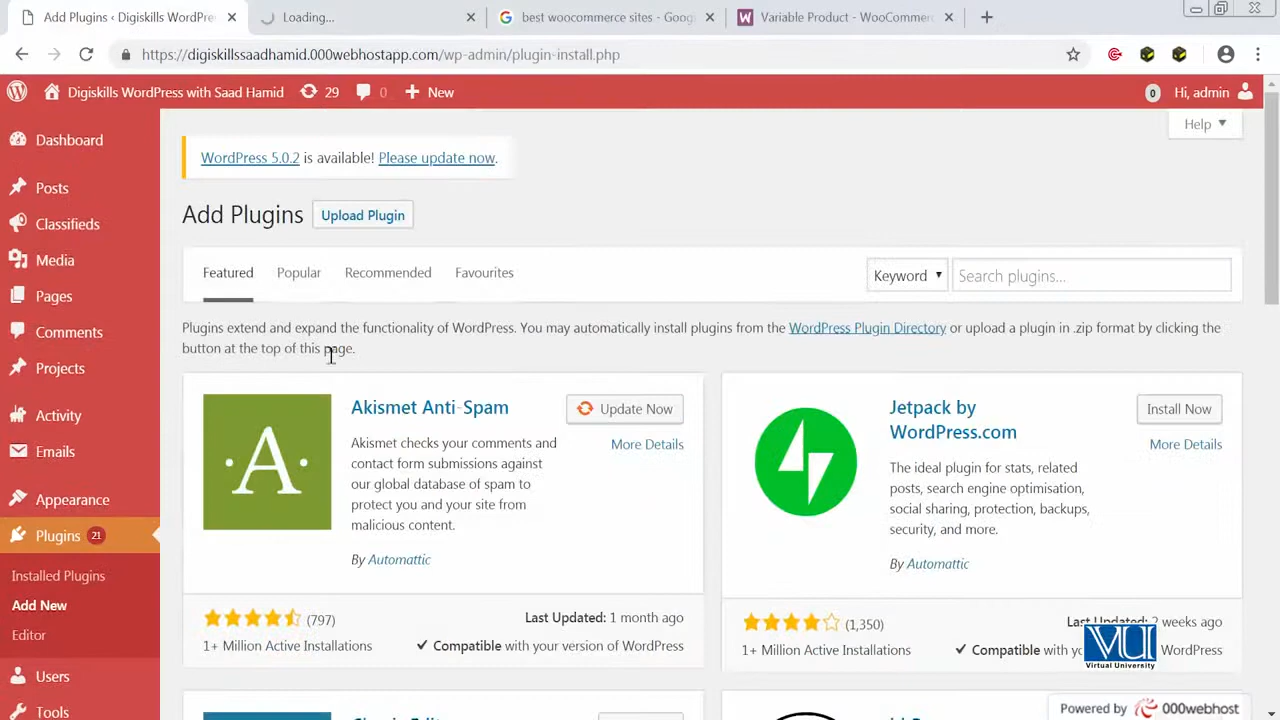 Add Plugins ‹ Digiskills WordPre
Loading...
best woocommerce sites - Goog
Variable Product - WooCommerc
https://digiskillssaadhamid.000webhostapp.com/wp-admin/plugin-install.php
Digiskills WordPress with Saad Hamid
29
0
New
0
Hi, admin
Dashboard
Posts
Classifieds
Media
Pages
Comments
Projects
Activity
Emails
Appearance
Plugins 21
Installed Plugins
Add New
Editor
Users
Tools
Help
WordPress 5.0.2 is available! Please update now.
Add Plugins
Upload Plugin
Featured
Popular
Recommended
Favourites
Keyword
Search plugins...
Plugins extend and expand the functionality of WordPress. You may automatically install plugins from the WordPress Plugin Directory or upload a plugin in .zip format by clicking the
button at the top of this page.
A
Akismet Anti-Spam
Update Now
More Details
Akismet checks your comments and
contact form submissions against
our global database of spam to
protect you and your site from
malicious content.
By Automattic
(797)
Last Updated: 1 month ago
1+ Million Active Installations
Compatible with your version of WordPress
Jetpack by
WordPress.com
Install Now
More Details
The ideal plugin for stats, related
posts, search engine optimisation,
social sharing, protection, backups,
security, and more.
By Automattic
(1,350)
Last Updated: 2 weeks ago
1+ Million Active Installations
Compatible with WordPress
VU
Virtual University
Powered by 000webhost